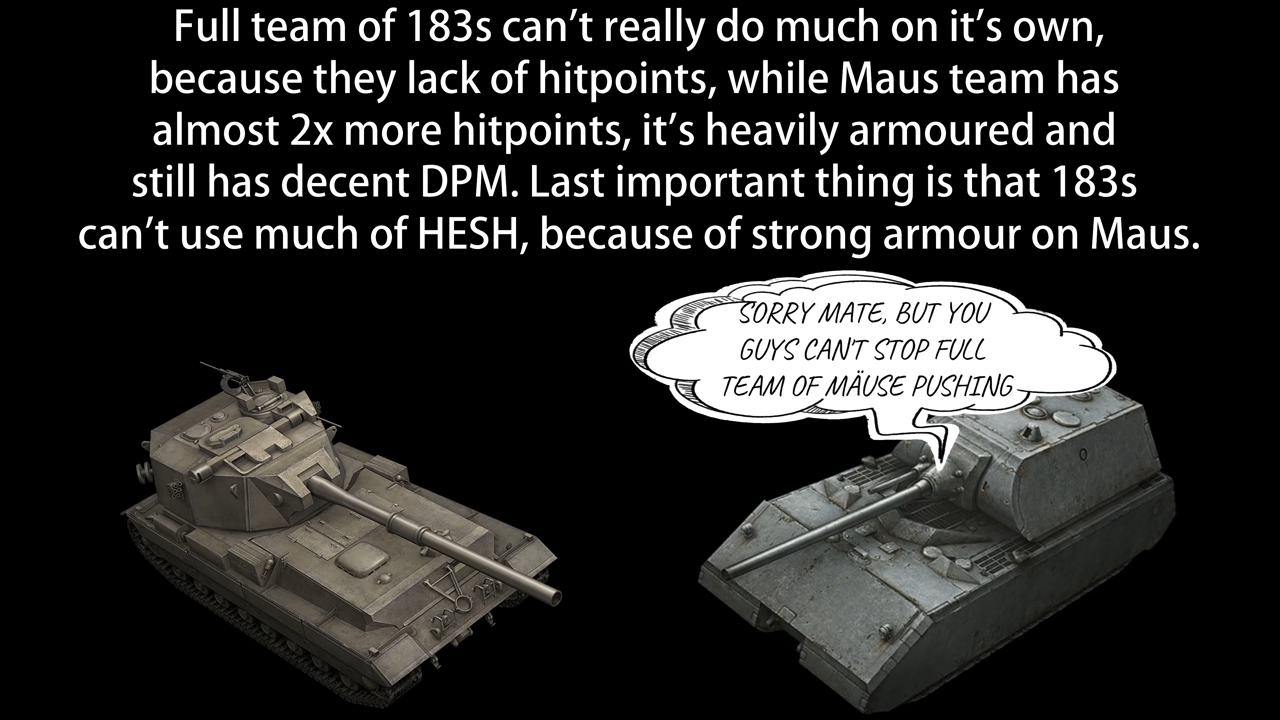 Full team of 183s can’t really do much on it’s own,
because they lack of hitpoints, while Maus team has
almost 2x more hitpoints, it’s heavily armoured and
still has decent DPM. Last important thing is that 183s
can’t use much of HESH, because of strong armour on Maus.
SORRY MATE, BUT YOU
GUYS CAN'T STOP FULL
TEAM OF MÄUSE PUSHING